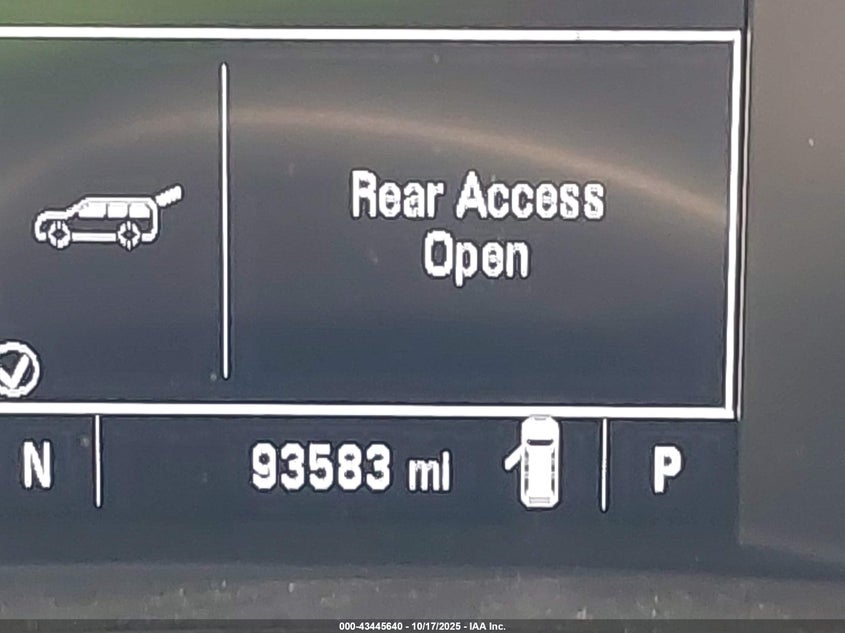 Rear Access
Open
N
93583 mi
P
000-43445640 - 10/17/2025 - IAA Inc.